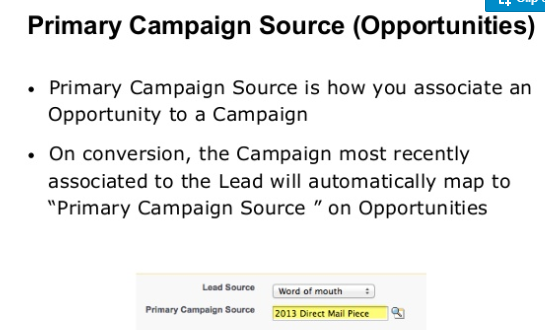 Primary Campaign Source (Opportunities)
• Primary Campaign Source is how you associate an
Opportunity to a Campaign
• On conversion, the Campaign most recently
associated to the Lead will automatically map to
“Primary Campaign Source ” on Opportunities
Lead Source Word of mouth
Primary Campaign Source 2013 Direct Mail Piece